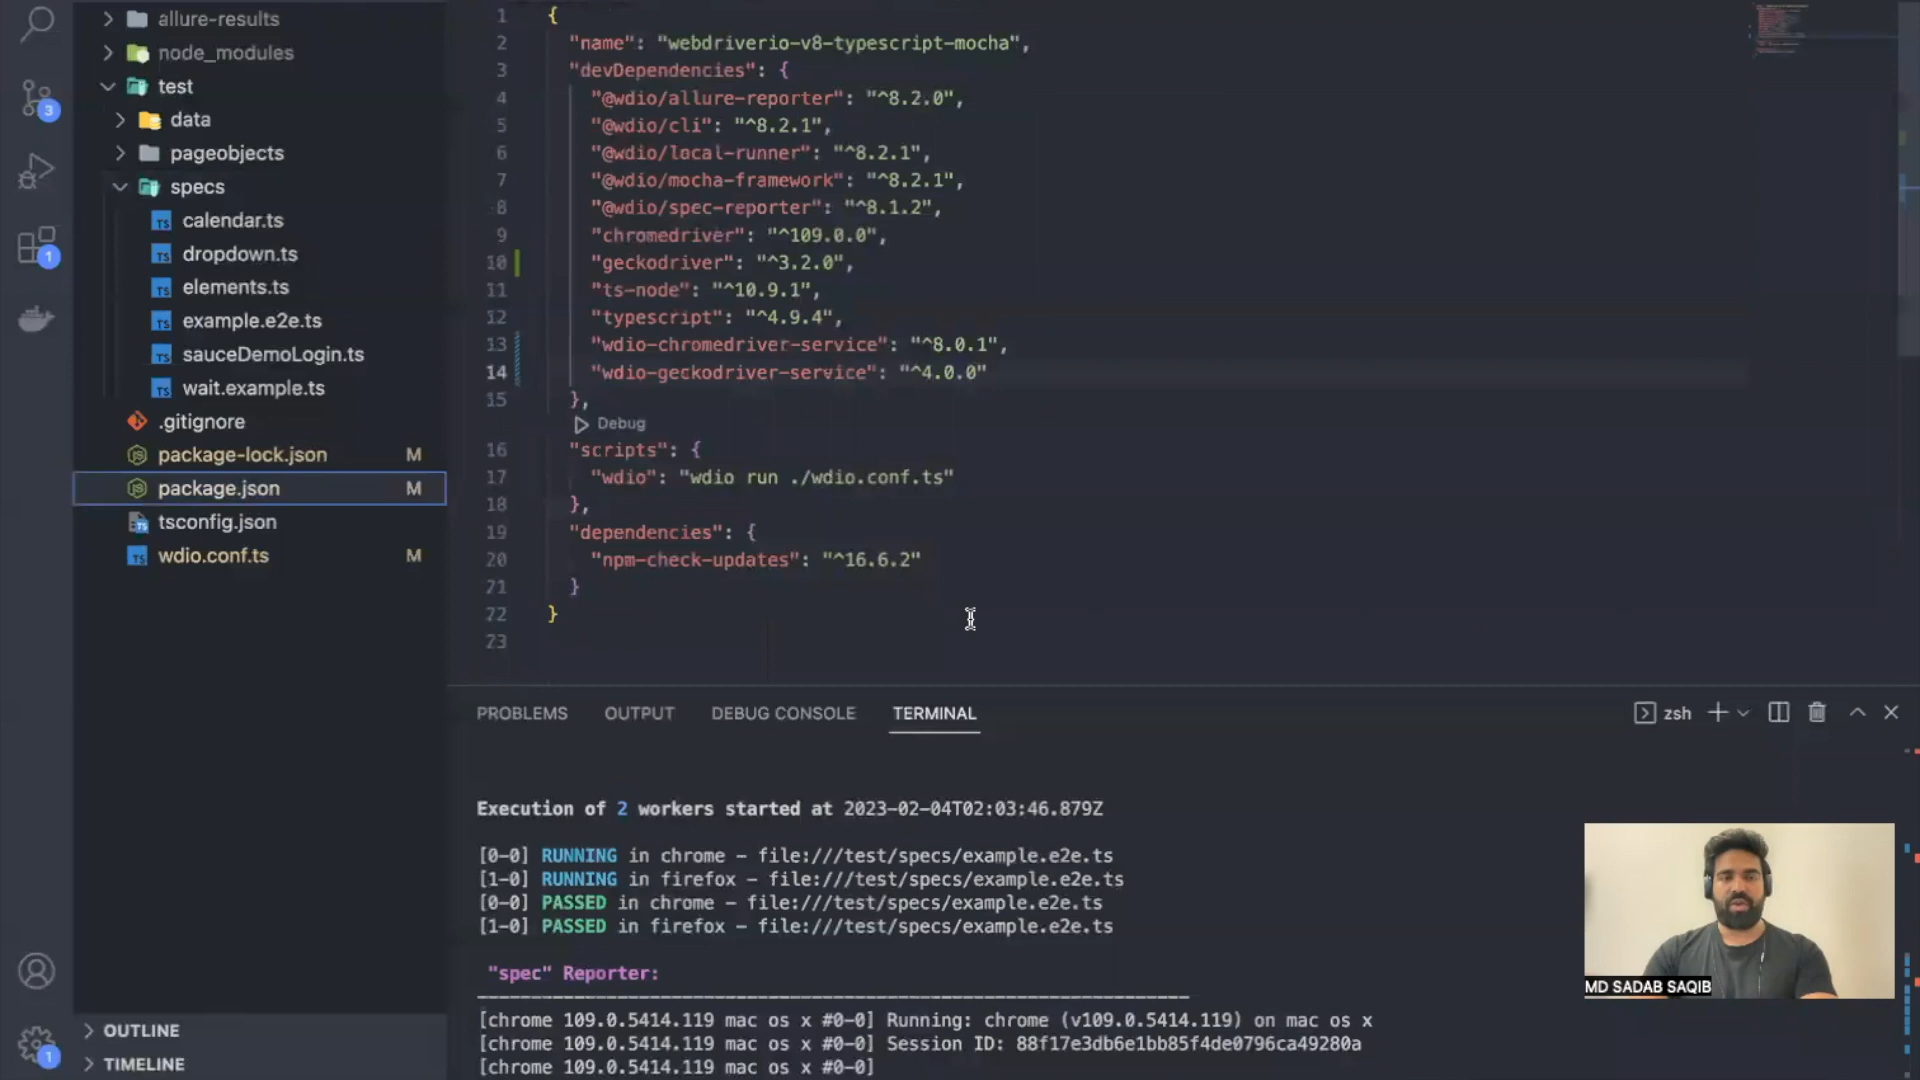 allure-results
node_modules
test
data
pageobjects
specs
calendar.ts
dropdown.ts
elements.ts
example.e2e.ts
sauceDemoLogin.ts
wait.example.ts
.gitignore
package-lock.json M
package.json M
tsconfig.json
wdio.conf.ts M
OUTLINE
TIMELINE
3
1
1
1 {
2 "name": "webdriverio-v8-typescript-mocha",
3 "devDependencies": {
4 "@wdio/allure-reporter": "^8.2.0",
5 "@wdio/cli": "^8.2.1",
6 "@wdio/local-runner": "^8.2.1",
7 "@wdio/mocha-framework": "^8.2.1",
8 "@wdio/spec-reporter": "^8.1.2",
9 "chromedriver": "^109.0.0",
10 "geckodriver": "^3.2.0",
11 "ts-node": "^10.9.1",
12 "typescript": "^4.9.4",
13 "wdio-chromedriver-service": "^8.0.1",
14 "wdio-geckodriver-service": "^4.0.0"
15 },
Debug
16 "scripts": {
17 "wdio": "wdio run ./wdio.conf.ts"
18 },
19 "dependencies": {
20 "npm-check-updates": "^16.6.2"
21 }
22 }
23
PROBLEMS OUTPUT DEBUG CONSOLE TERMINAL
zsh
Execution of 2 workers started at 2023-02-04T02:03:46.879Z
[0-0] RUNNING in chrome - file:///test/specs/example.e2e.ts
[1-0] RUNNING in firefox - file:///test/specs/example.e2e.ts
[0-0] PASSED in chrome - file:///test/specs/example.e2e.ts
[1-0] PASSED in firefox - file:///test/specs/example.e2e.ts
"spec" Reporter:
[chrome 109.0.5414.119 mac os x #0-0] Running: chrome (v109.0.5414.119) on mac os x
[chrome 109.0.5414.119 mac os x #0-0] Session ID: 88f17e3db6e1bb85f4de0796ca49280a
[chrome 109.0.5414.119 mac os x #0-0]
MD SADAB SAQIB